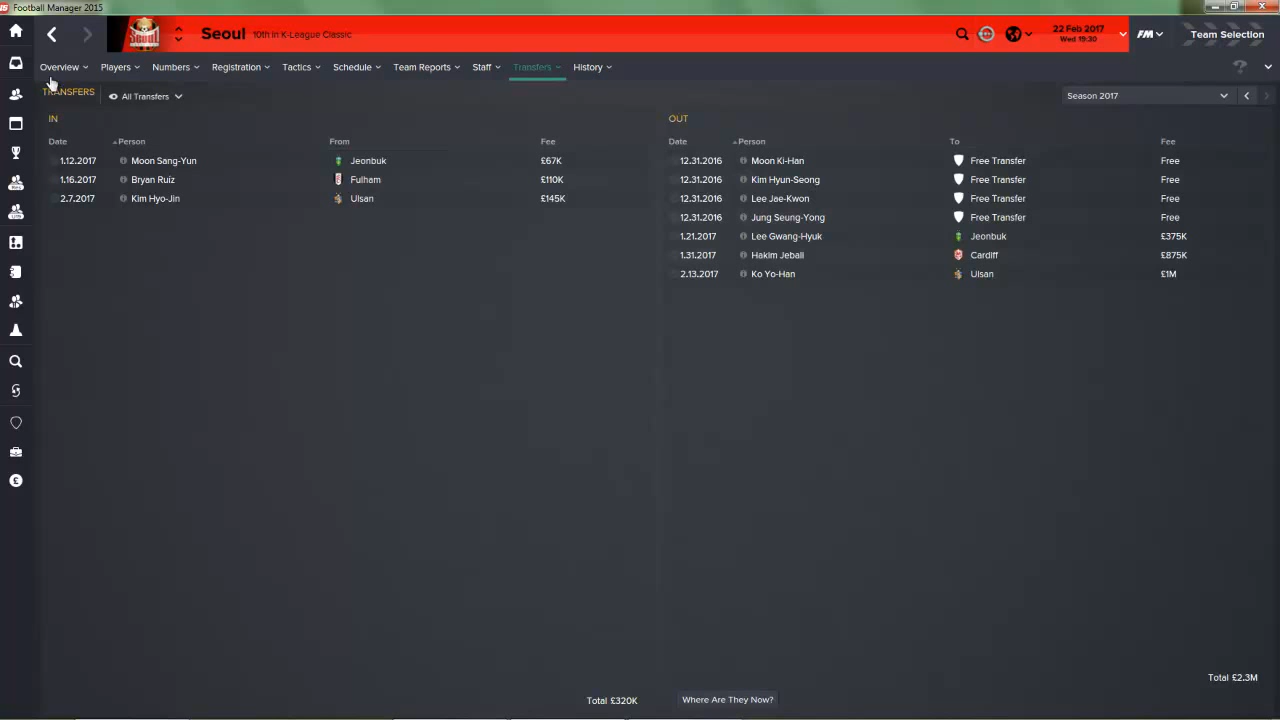 Football Manager 2015
Seoul 10th in K-League Classic
22 Feb 2017
Wed 19:30
FM
Team Selection
Overview Players Numbers Registration Tactics Schedule Team Reports Staff Transfers History
TRANSFERS All Transfers Season 2017
IN
Date Person From Fee
1.12.2017 Moon Sang-Yun Jeonbuk £67K
1.16.2017 Bryan Ruiz Fulham £110K
2.7.2017 Kim Hyo-Jin Ulsan £145K
Total £320K
OUT
Date Person To Fee
12.31.2016 Moon Ki-Han Free Transfer Free
12.31.2016 Kim Hyun-Seong Free Transfer Free
12.31.2016 Lee Jae-Kwon Free Transfer Free
12.31.2016 Jung Seung-Yong Free Transfer Free
1.21.2017 Lee Gwang-Hyuk Jeonbuk £375K
1.31.2017 Hakim Jebali Cardiff £875K
2.13.2017 Ko Yo-Han Ulsan £1M
Total £2.3M
Where Are They Now?